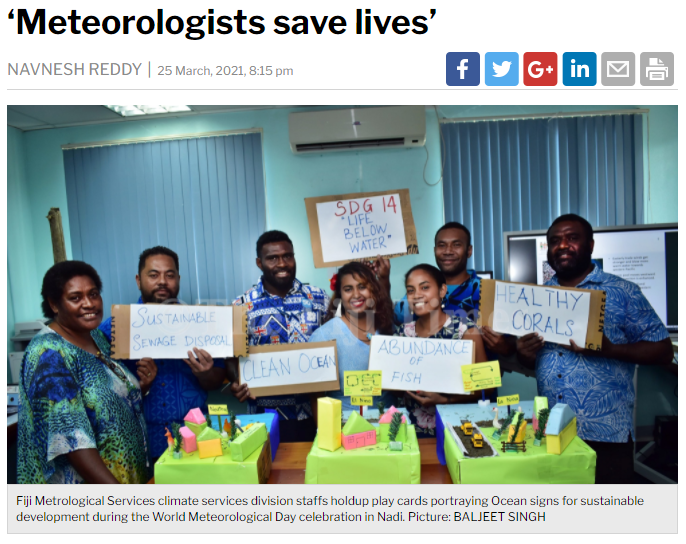 ‘Meteorologists save lives’
NAVNESH REDDY | 25 March, 2021, 8:15 pm
f
G+
in
SDG 14
"LIFE
BELOW
WATER"
SUSTAINABLE
SEWAGE DISPOSAL
CLEAN OCEAN
ABUNDANCE
OF
FISH
HEALTHY
CORALS
Fiji Metrological Services climate services division staffs holdup play cards portraying Ocean signs for sustainable
development during the World Meteorological Day celebration in Nadi. Picture: BALJEET SINGH